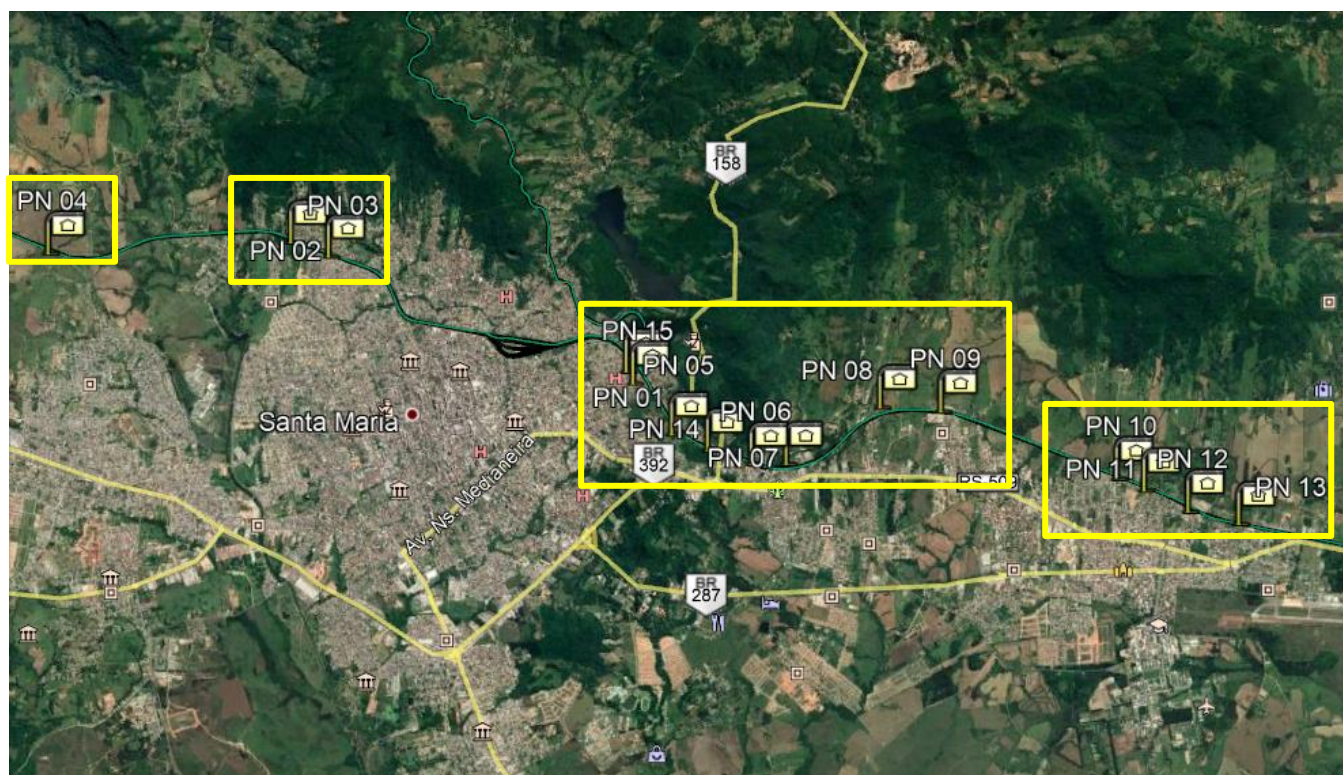 BR
158
PN 04
PN 03
PN 02
PN 15
PN 05
PN 01
PN 08
PN 09
PN 06
PN 14
PN 07
Santa Maria
Av. Ns. Medianeira
BR
392
RS-509
PN 10
PN 11
PN 12
PN 13
BR
287
H
H
H
H